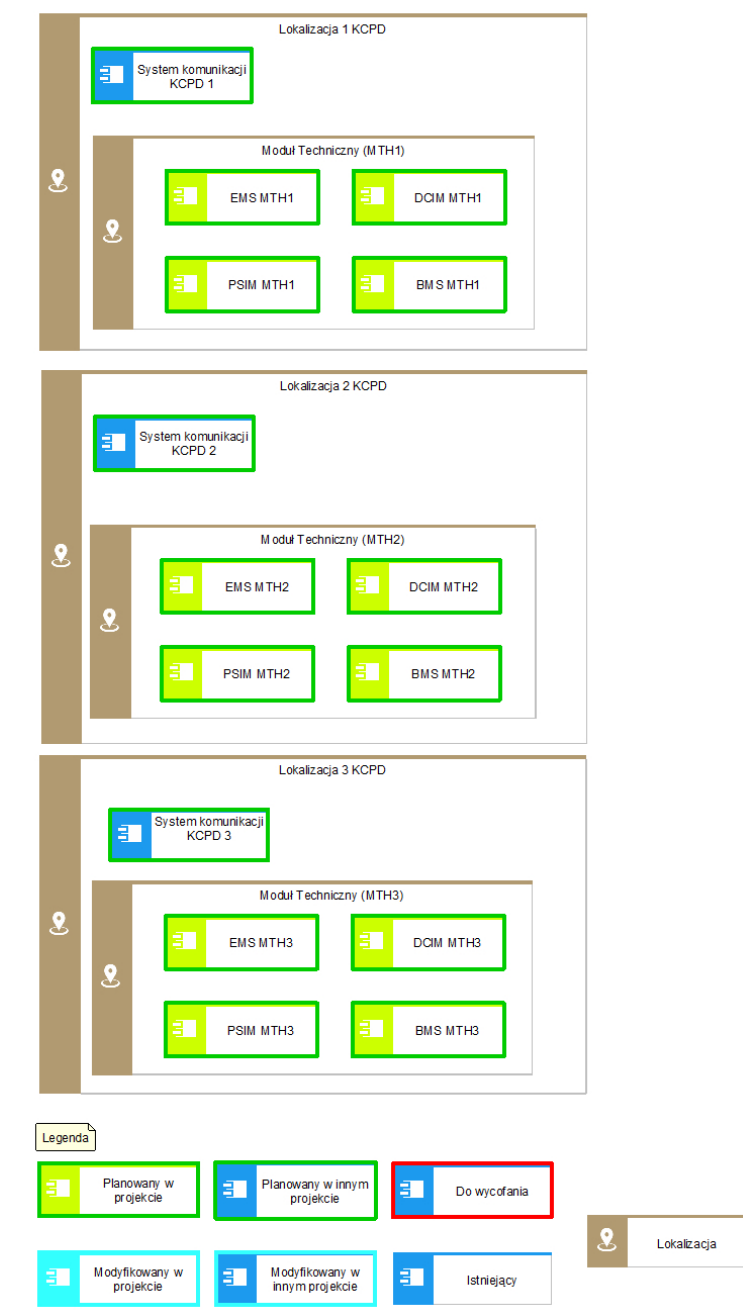 Lokalizacja 1 KCPD
System komunikacji
KCPD 1
Moduł Techniczny (MTH1)
EMS MTH1
DCIM MTH1
PSIM MTH1
BMS MTH1
Lokalizacja 2 KCPD
System komunikacji
KCPD 2
Moduł Techniczny (MTH2)
EMS MTH2
DCIM MTH2
PSIM MTH2
BMS MTH2
Lokalizacja 3 KCPD
System komunikacji
KCPD 3
Moduł Techniczny (MTH3)
EMS MTH3
DCIM MTH3
PSIM MTH3
BMS MTH3
Legenda
Planowany w
projekcie
Planowany w innym
projekcie
Do wycofania
Lokalizacja
Modyfikowany w
projekcie
Modyfikowany w
innym projekcie
Istniejący